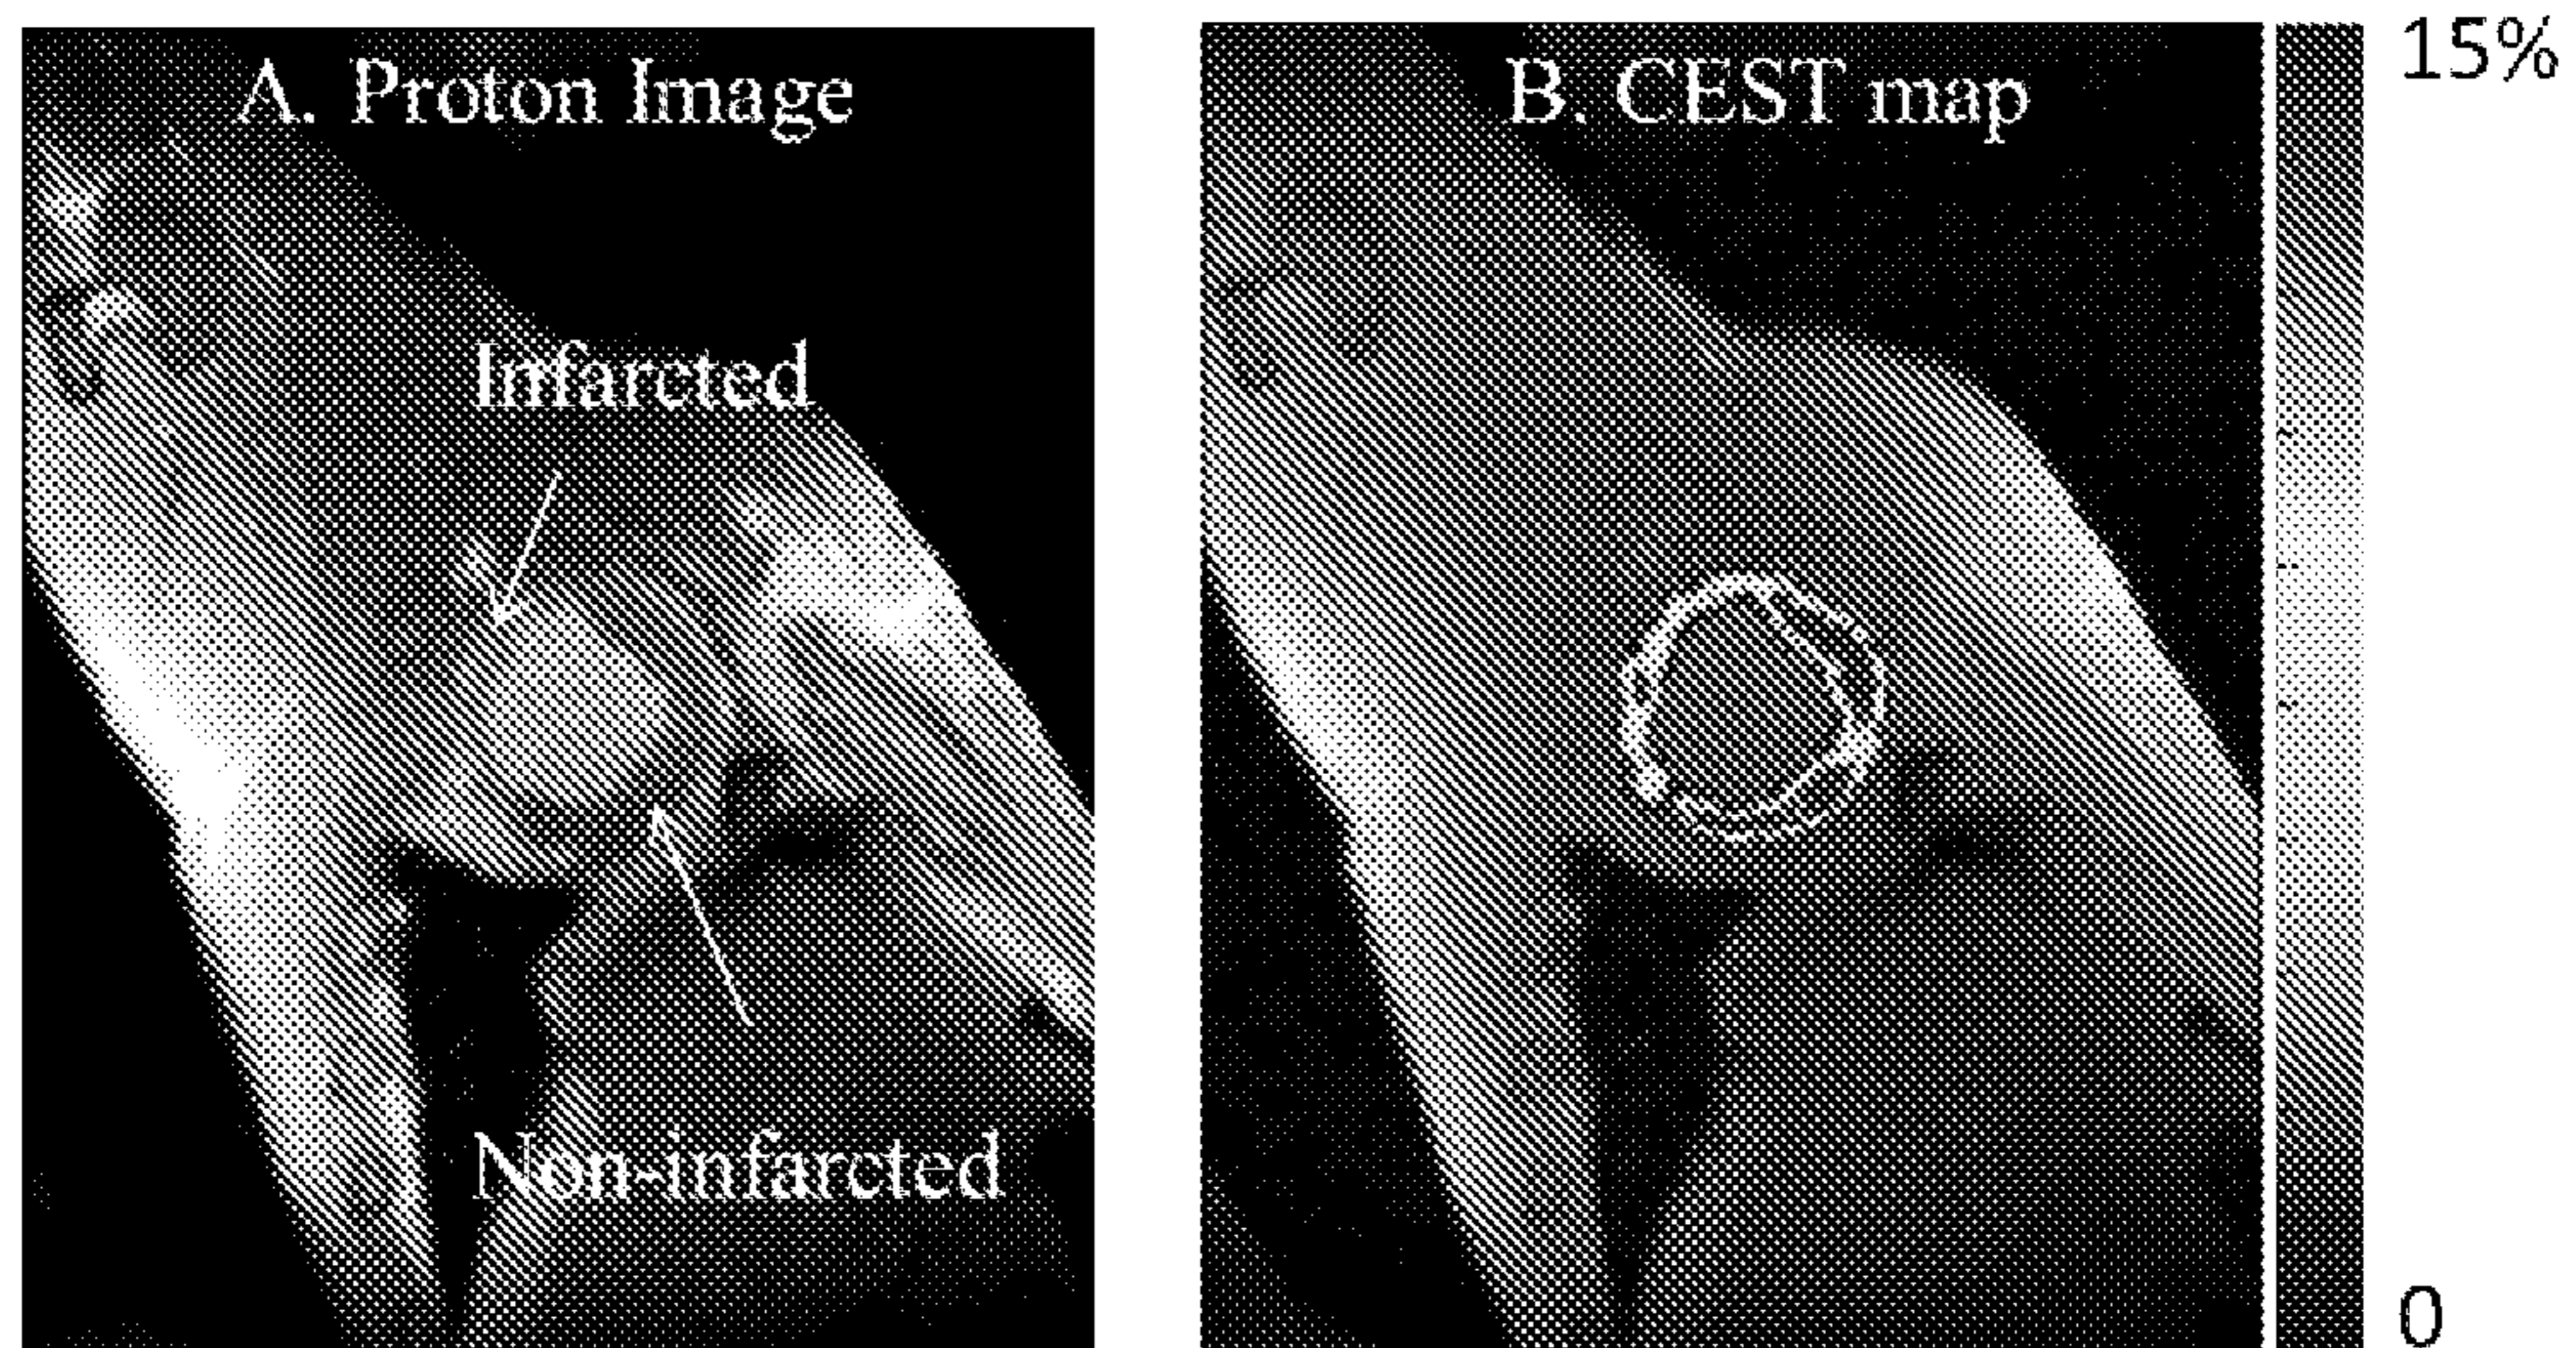 A. Proton Image
Infarcted
Non-infarcted
B. CEST map
15%
0